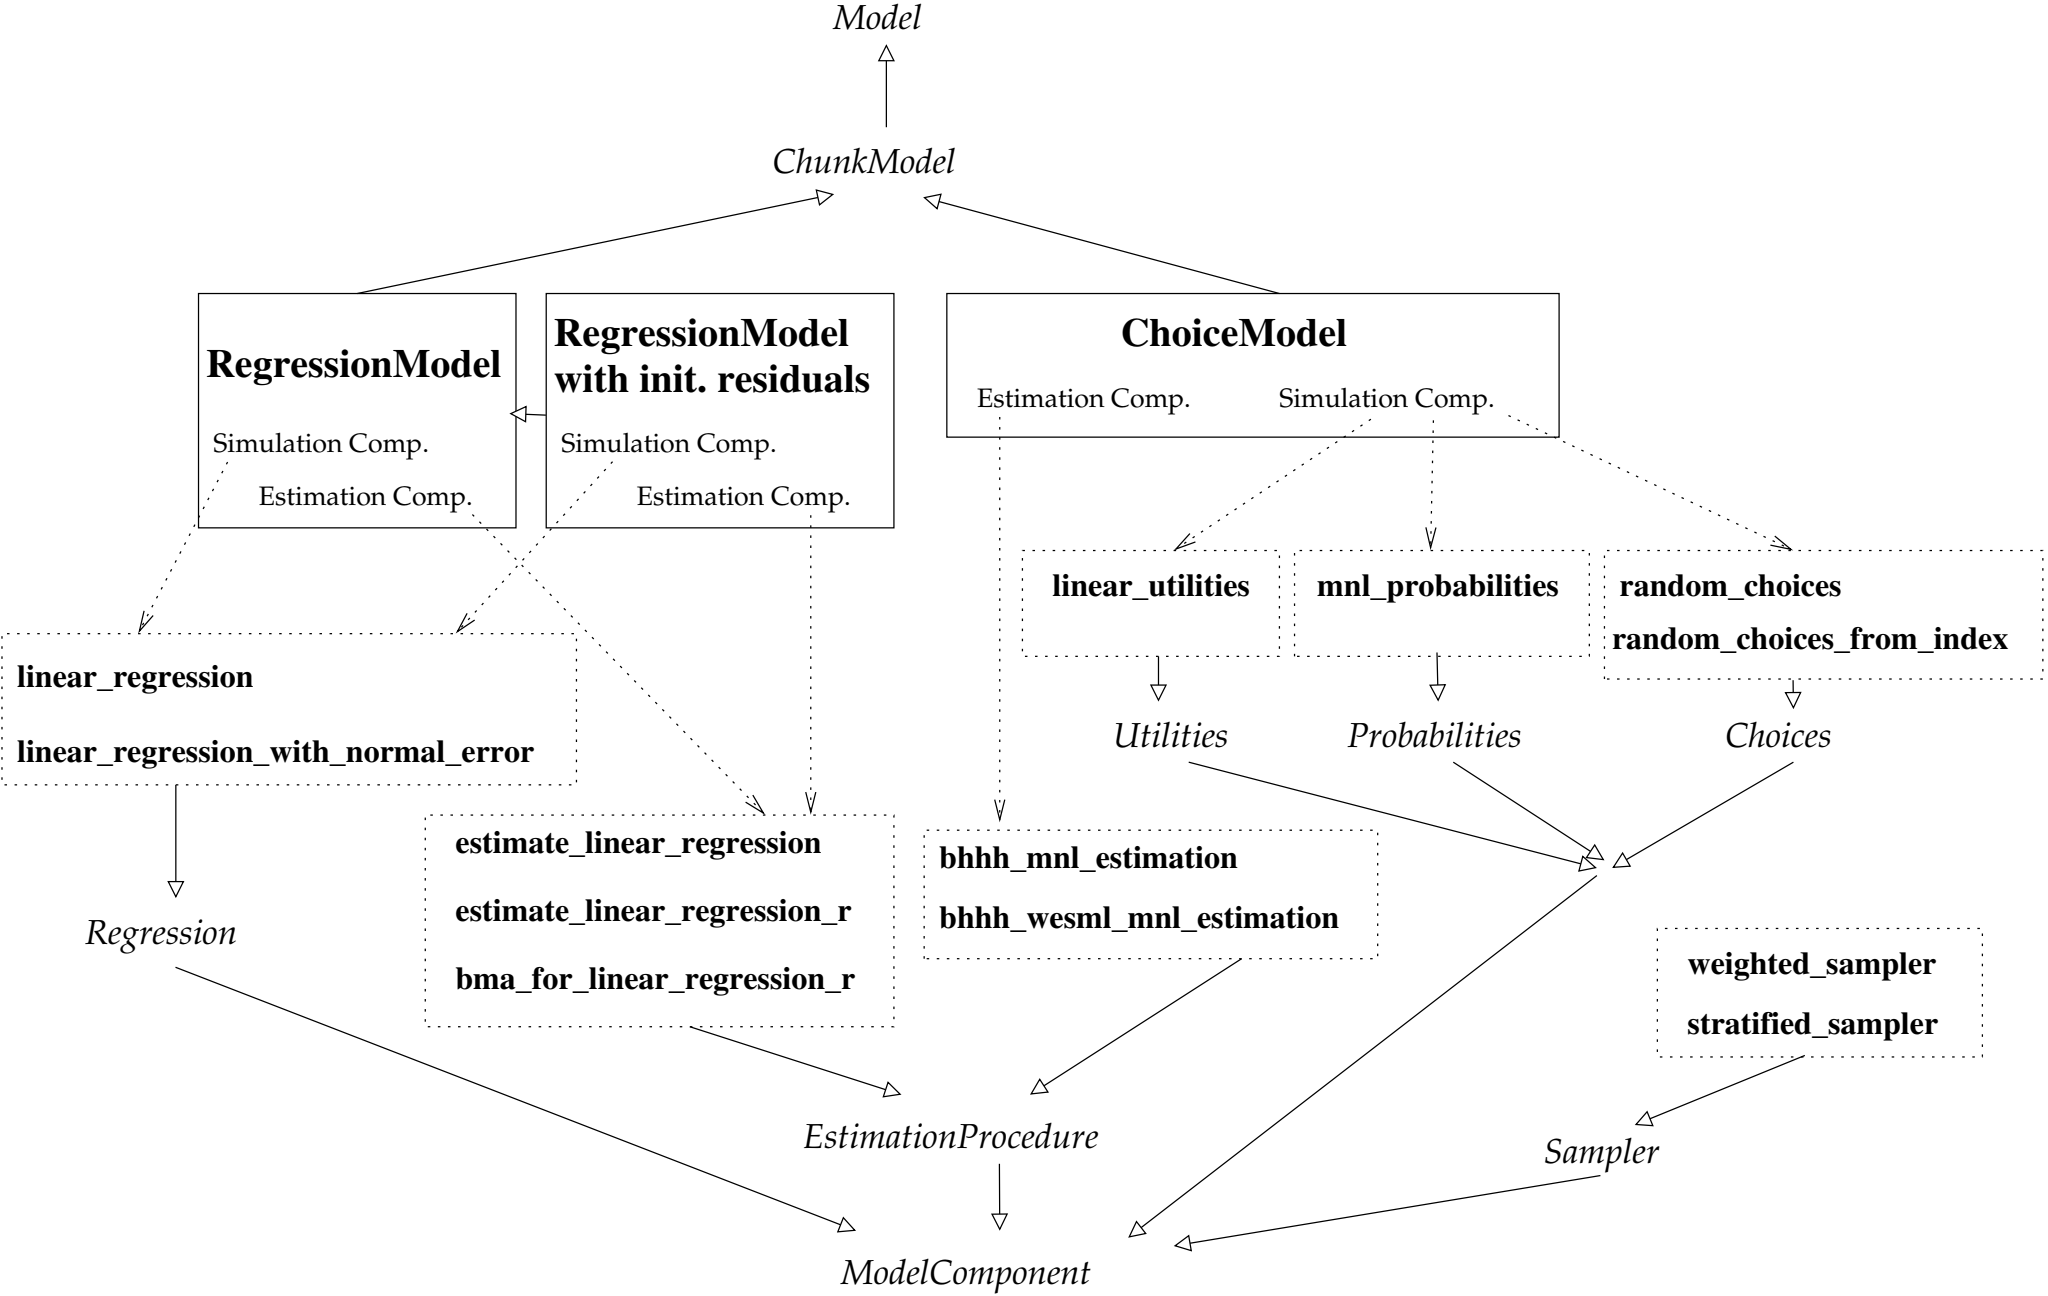 Model
ChunkModel
RegressionModel
Simulation Comp.
Estimation Comp.
RegressionModel
with init. residuals
Simulation Comp.
Estimation Comp.
ChoiceModel
Estimation Comp.
Simulation Comp.
linear_utilities
mnl_probabilities
random_choices
random_choices_from_index
linear_regression
linear_regression_with_normal_error
Utilities
Probabilities
Choices
estimate_linear_regression
estimate_linear_regression_r
bma_for_linear_regression_r
bhhh_mnl_estimation
bhhh_wesml_mnl_estimation
Regression
weighted_sampler
stratified_sampler
EstimationProcedure
Sampler
ModelComponent